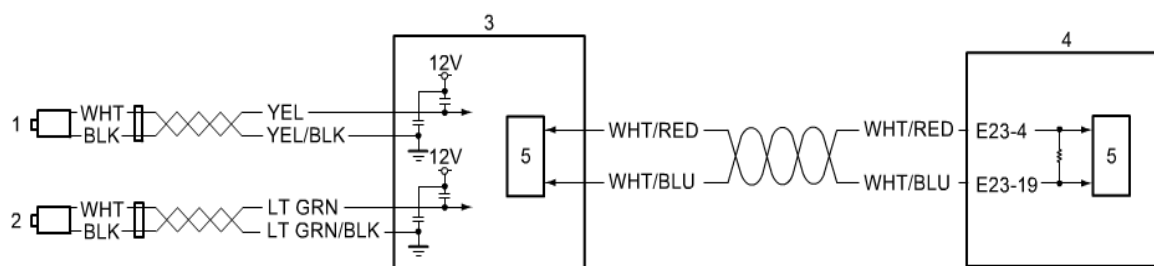 3
4
12V
1
WHT
BLK
YEL
YEL/BLK
WHT/RED
WHT/RED
E23-4
5
5
12V
WHT/BLU
WHT/BLU
E23-19
2
WHT
BLK
LT GRN
LT GRN/BLK